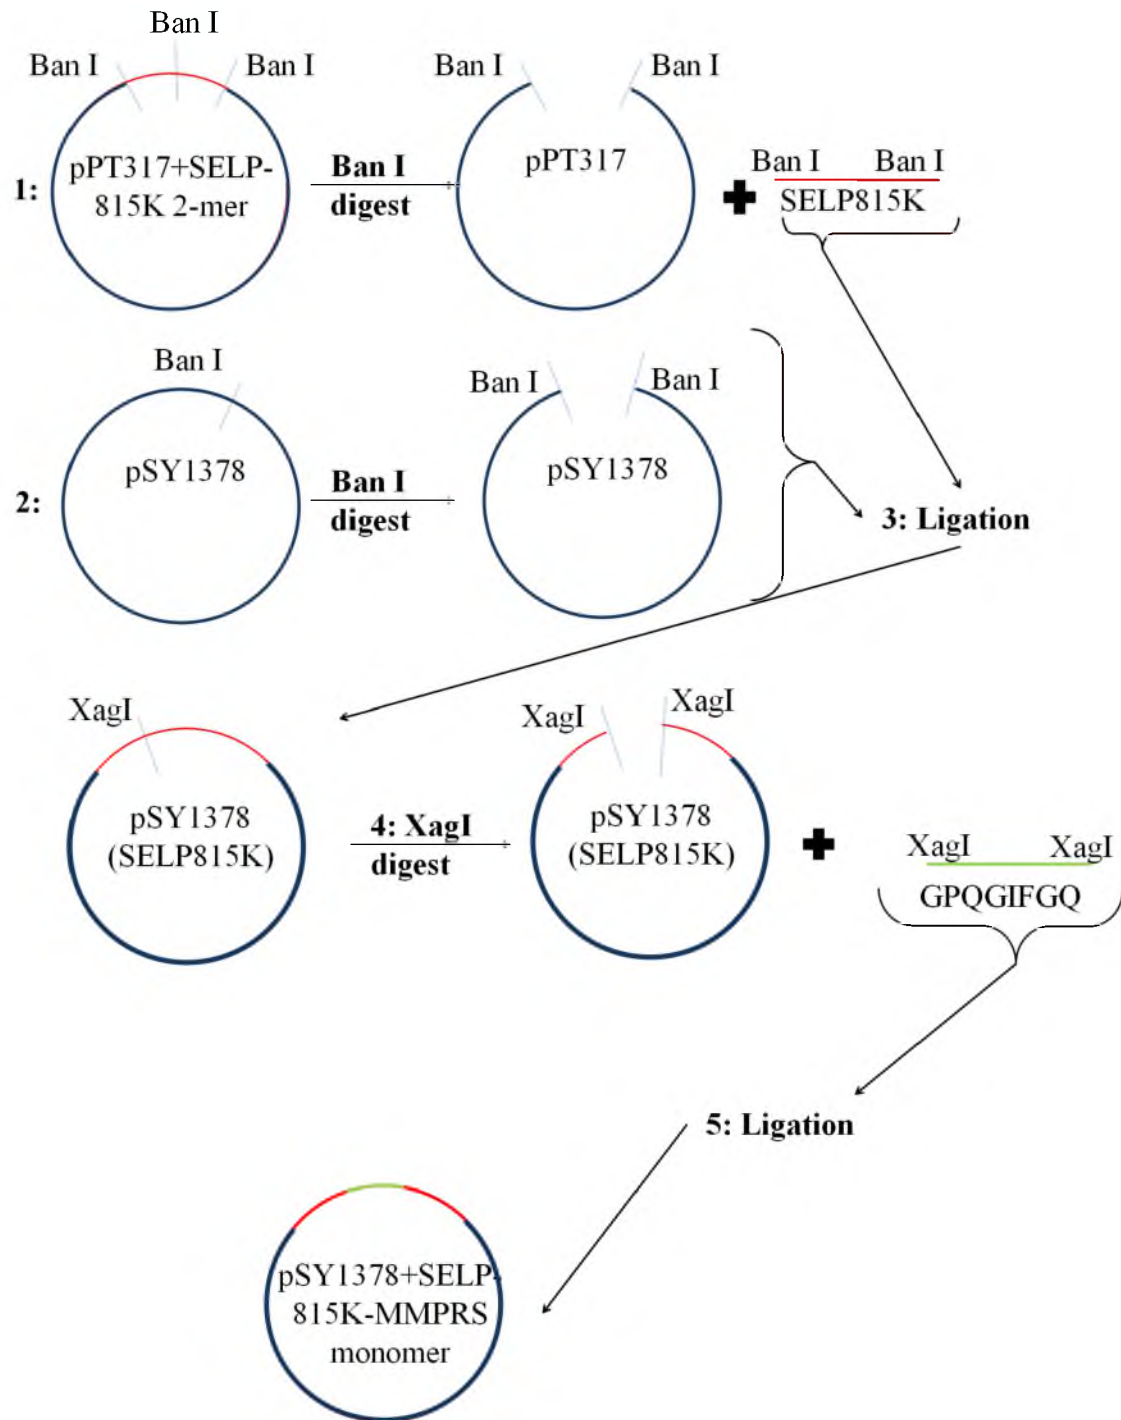 Ban I
Ban I
Ban I
Ban I
Ban I
1:
pPT317+SELP-
815K 2-mer
Ban I
digest
pPT317
Ban I
Ban I
SELP815K
Ban I
2:
pSY1378
Ban I
digest
Ban I
Ban I
pSY1378
3: Ligation
XagI
pSY1378
(SELP815K)
4: XagI
digest
XagI
XagI
pSY1378
(SELP815K)
XagI
XagI
GPQGIFGQ
5: Ligation
pSY1378+SELP-
815K-MMPRS
monomer